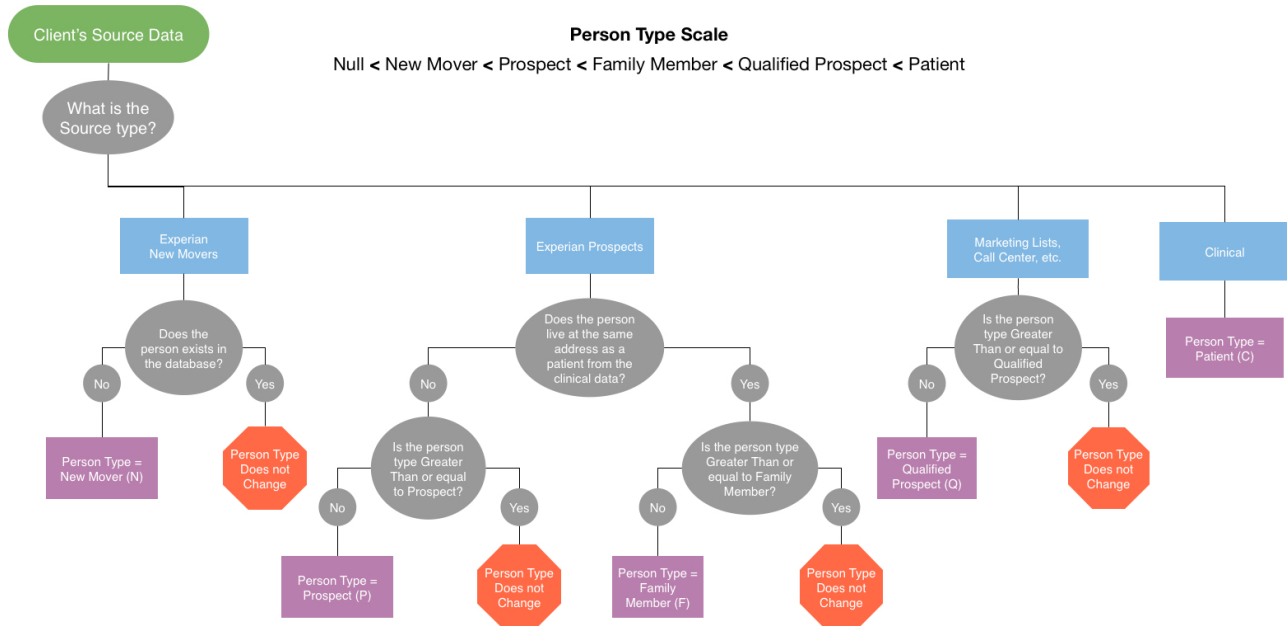 Client's Source Data
Person Type Scale
Null < New Mover < Prospect < Family Member < Qualified Prospect < Patient
What is the
Source type?
Experian
New Movers
Experian Prospects
Marketing Lists,
Call Center, etc.
Clinical
Does the
person exists in
the database?
Does the person
live at the same
address as a
patient from the
clinical data?
Is the person
type Greater
Than or equal to
Qualified
Prospect?
Person Type =
Patient (C)
No
Yes
No
Yes
No
Yes
Person Type =
New Mover (N)
Person Type
Does not
Change
Is the person
type Greater
Than or equal
to Prospect?
Is the person type
Greater Than or
equal to Family
Member?
Person Type =
Qualified
Prospect (Q)
Person Type
Does not
Change
No
Yes
No
Yes
Person Type =
Prospect (P)
Person Type
Does not
Change
Person Type =
Family
Member (F)
Person Type
Does not
Change